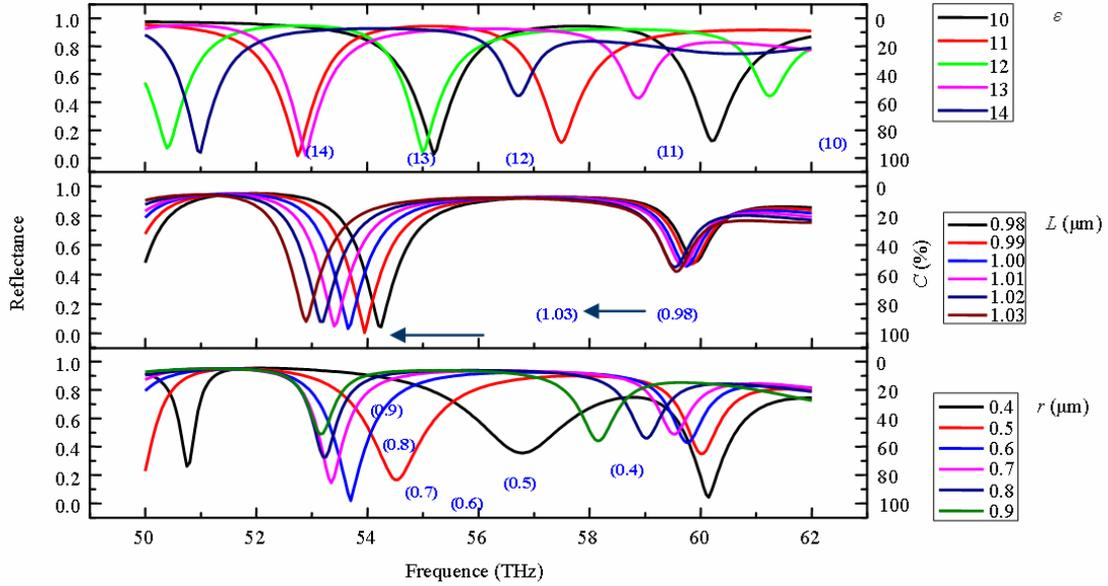 1.0 0 10 ε
0.8 20 11
0.6 40 12
0.4 60 13
0.2 80 14
0.0 100
(14) (13) (12) (11) (10)
1.0 0
0.8 20 0.98 L (μm)
0.6 40 0.99
0.4 60 1.00
0.2 80 1.01
0.0 100 1.02
1.03
Reflectance
C (%)
(1.03) (0.98)
1.0 0
0.8 20 0.4 r (μm)
0.6 40 0.5
0.4 60 0.6
0.2 80 0.7
0.0 100 0.8
0.9
(0.9)
(0.8)
(0.7) (0.6) (0.5) (0.4)
50 52 54 56 58 60 62
Frequence (THz)